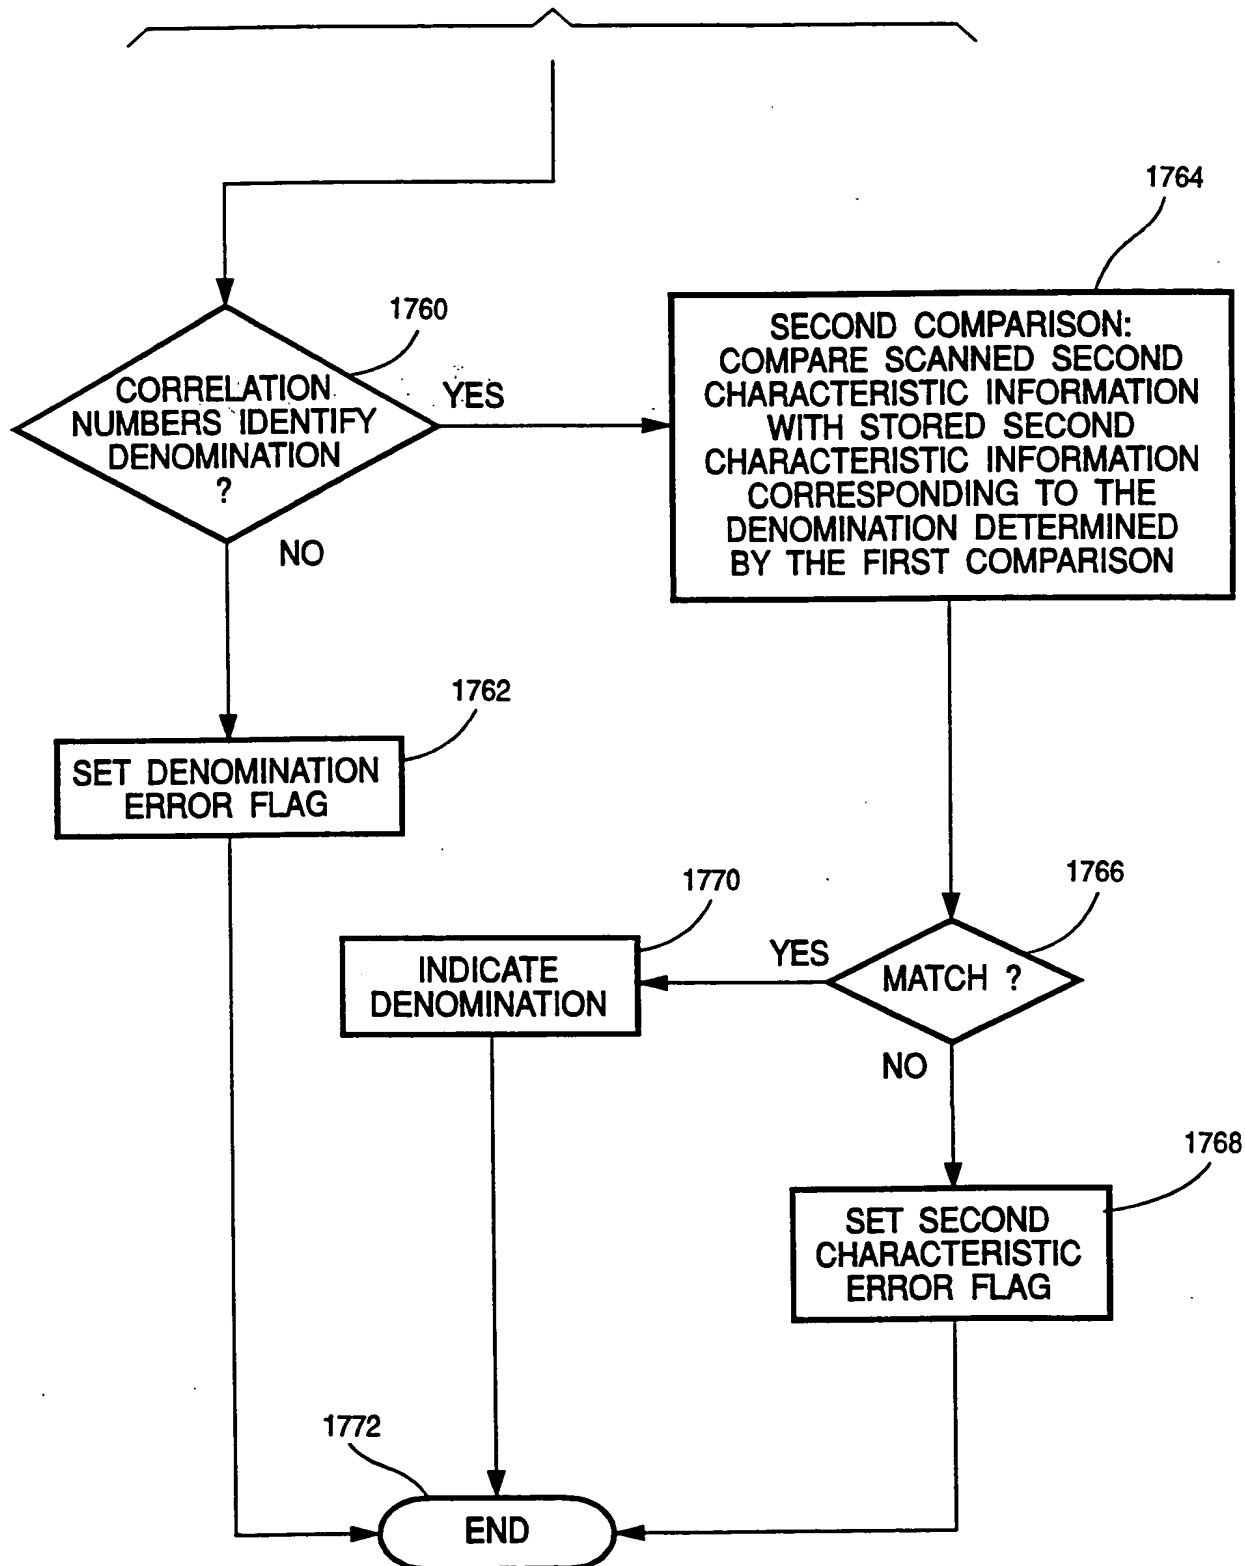 1764
1760
SECOND COMPARISON:
COMPARE SCANNED SECOND
CHARACTERISTIC INFORMATION
WITH STORED SECOND
CHARACTERISTIC INFORMATION
CORRESPONDING TO THE
DENOMINATION DETERMINED
BY THE FIRST COMPARISON
CORRELATION
NUMBERS IDENTIFY
DENOMINATION
?
YES
NO
1762
SET DENOMINATION
ERROR FLAG
1770
1766
INDICATE
DENOMINATION
YES
MATCH ?
NO
1768
SET SECOND
CHARACTERISTIC
ERROR FLAG
1772
END